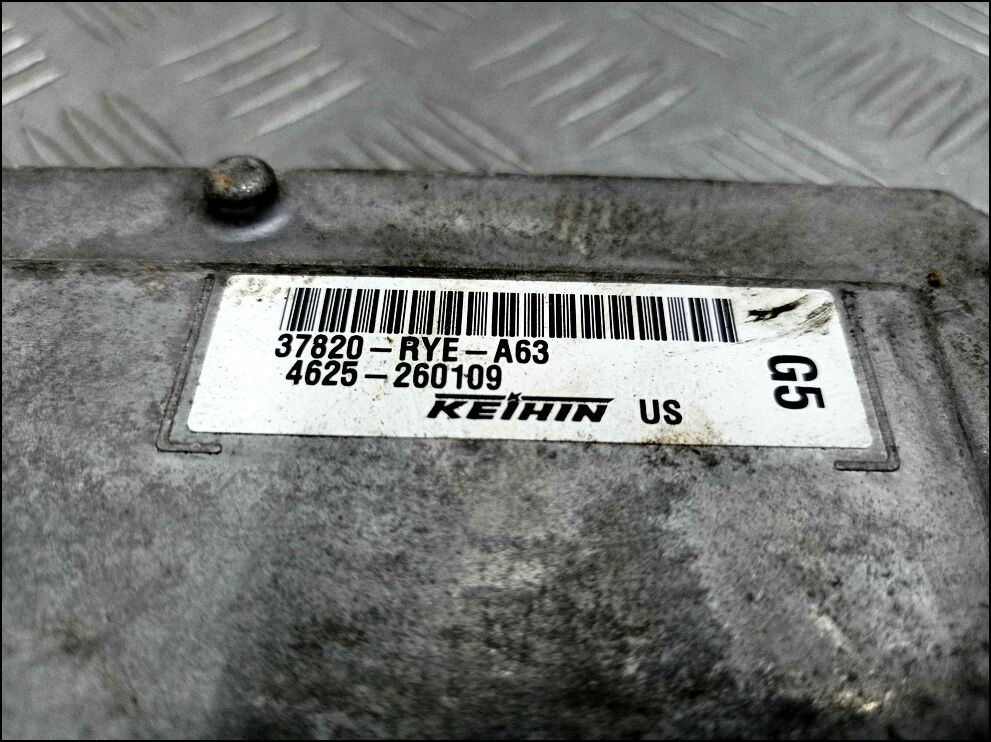 37820-RYE-A63
4625-260109
KEIHIN US
G5